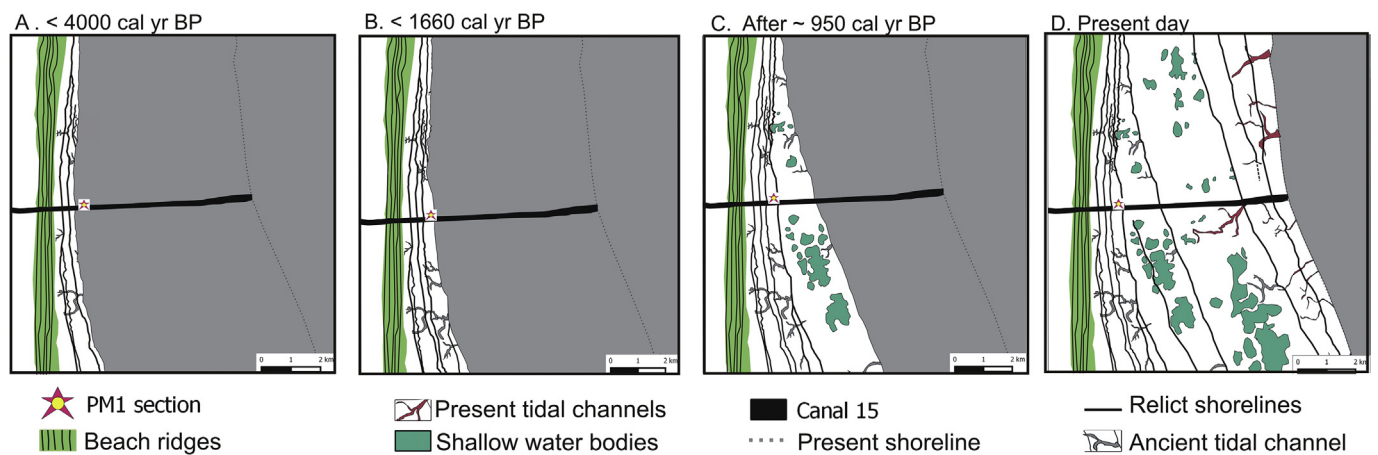 A . < 4000 cal yr BP
B. < 1660 cal yr BP
C. After ~ 950 cal yr BP
D. Present day
0 1 2 km
0 1 2 km
0 1 2 km
0 1 2 km
PM1 section
Present tidal channels
Canal 15
Relict shorelines
Beach ridges
Shallow water bodies
Present shoreline
Ancient tidal channel